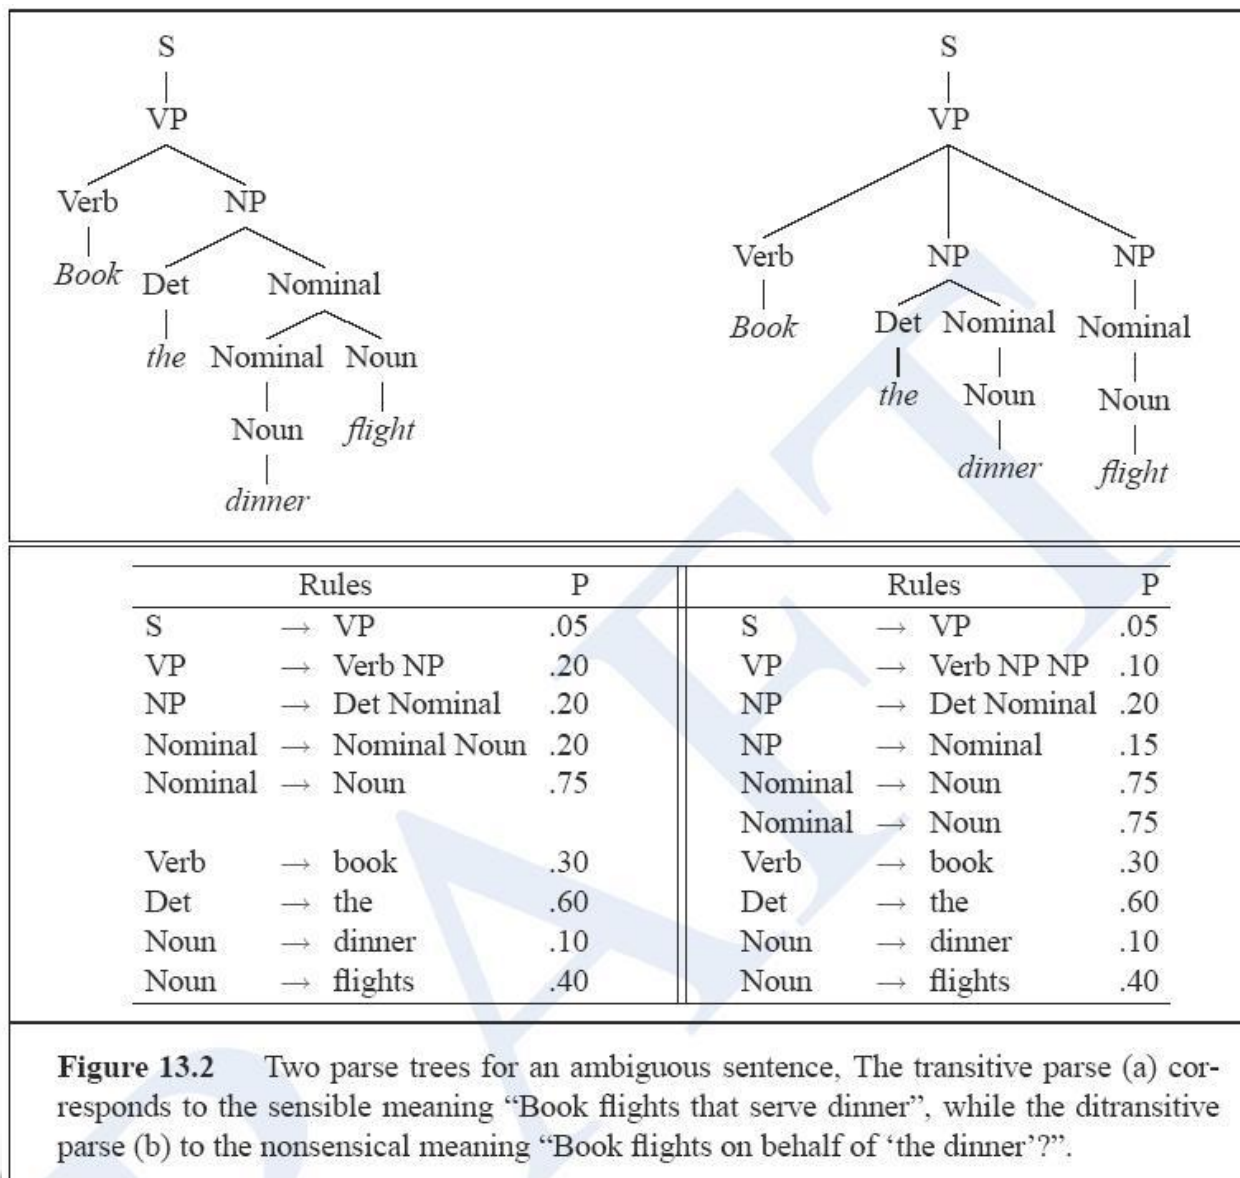 S
VP
Verb NP
Book Det Nominal
the Nominal Noun
Noun flight
dinner
S
VP
Verb NP NP
Book Det Nominal Nominal
the Noun Noun
dinner flight
Rules P
S → VP .05
VP → Verb NP .20
NP → Det Nominal .20
Nominal → Nominal Noun .20
Nominal → Noun .75
Verb → book .30
Det → the .60
Noun → dinner .10
Noun → flights .40
Rules P
S → VP .05
VP → Verb NP NP .10
NP → Det Nominal .20
NP → Nominal .15
Nominal → Noun .75
Nominal → Noun .75
Verb → book .30
Det → the .60
Noun → dinner .10
Noun → flights .40
Figure 13.2 Two parse trees for an ambiguous sentence, The transitive parse (a) cor-
responds to the sensible meaning “Book flights that serve dinner”, while the ditransitive
parse (b) to the nonsensical meaning “Book flights on behalf of ‘the dinner’?”.
RAFT